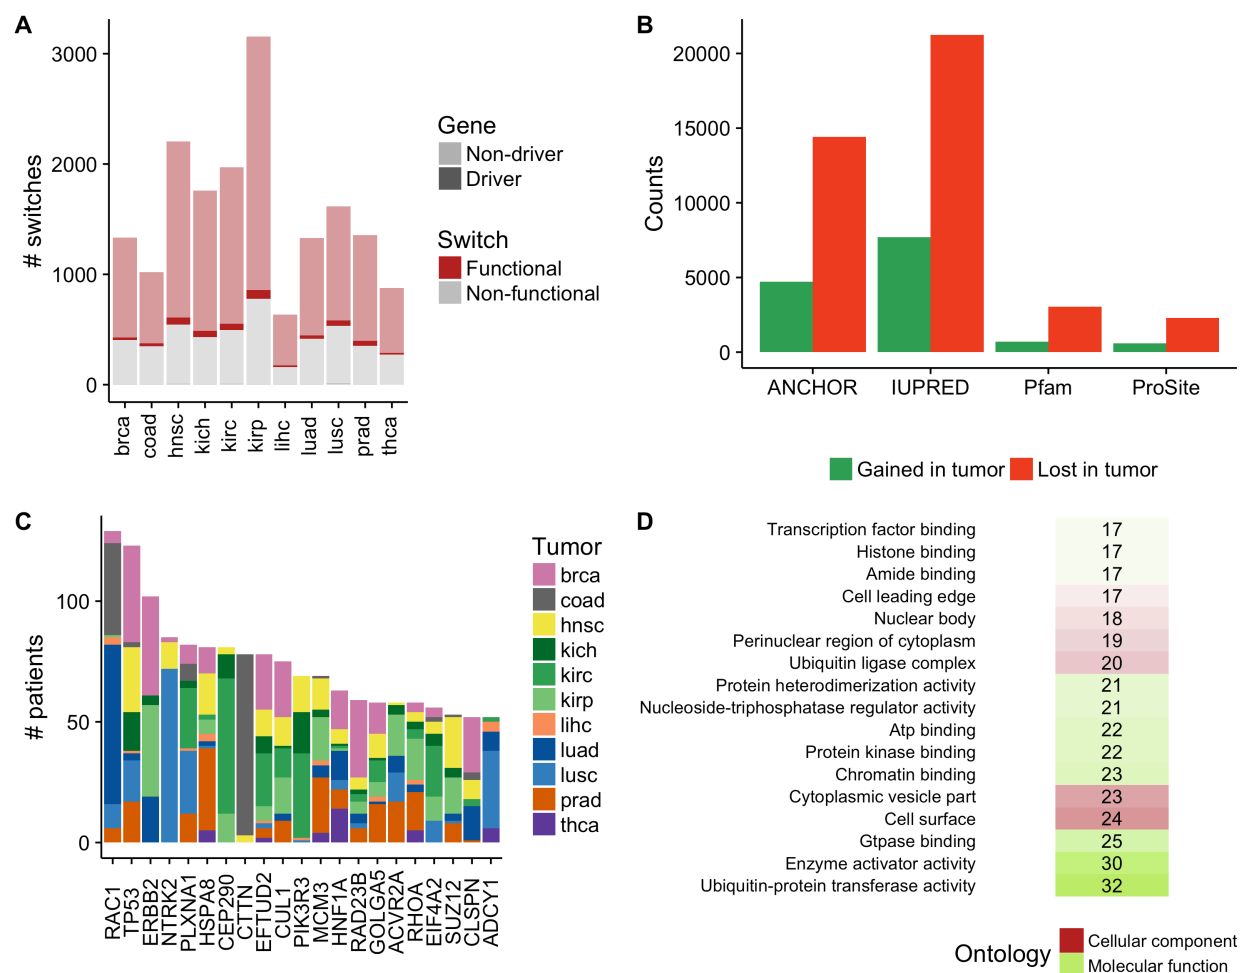 A
3000
2000
1000
0
# switches
brca
coad
hnsc
kich
kirc
kirp
lihc
luad
lusc
prad
thca
Gene
Non-driver
Driver
Switch
Functional
Non-functional
B
20000
15000
10000
5000
0
Counts
ANCHOR
IUPRED
Pfam
ProSite
Gained in tumor
Lost in tumor
C
100
50
0
# patients
RAC1
TP53
ERBB2
NTRK2
PLXNA1
HSPA8
CEP290
CTTN
EFTUD2
CUL1
PIK3R3
MCM3
HNF1A
RAD23B
GOLGA5
ACVR2A
RHOA
EIF4A2
SUZ12
CLSPN
ADCY1
Tumor
brca
coad
hnsc
kich
kirc
kirp
lihc
luad
lusc
prad
thca
D
Transcription factor binding 17
Histone binding 17
Amide binding 17
Cell leading edge 17
Nuclear body 18
Perinuclear region of cytoplasm 19
Ubiquitin ligase complex 20
Protein heterodimerization activity 21
Nucleoside-triphosphatase regulator activity 21
Atp binding 22
Protein kinase binding 22
Chromatin binding 23
Cytoplasmic vesicle part 23
Cell surface 24
Gtpase binding 25
Enzyme activator activity 30
Ubiquitin-protein transferase activity 32
Ontology
Cellular component
Molecular function